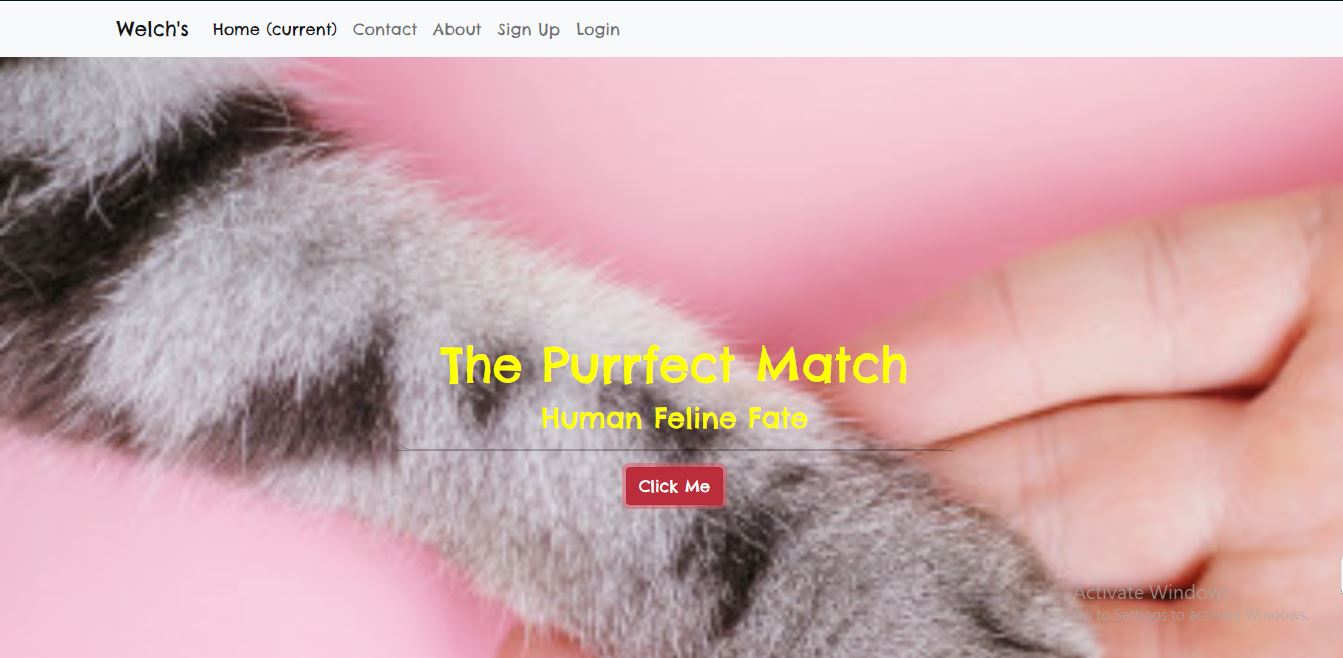 Welch's Home (current) Contact About Sign Up Login
The Purrfect Match
Human Feline Fate
Click Me
Activate Windows
Go to Settings to activate Windows.